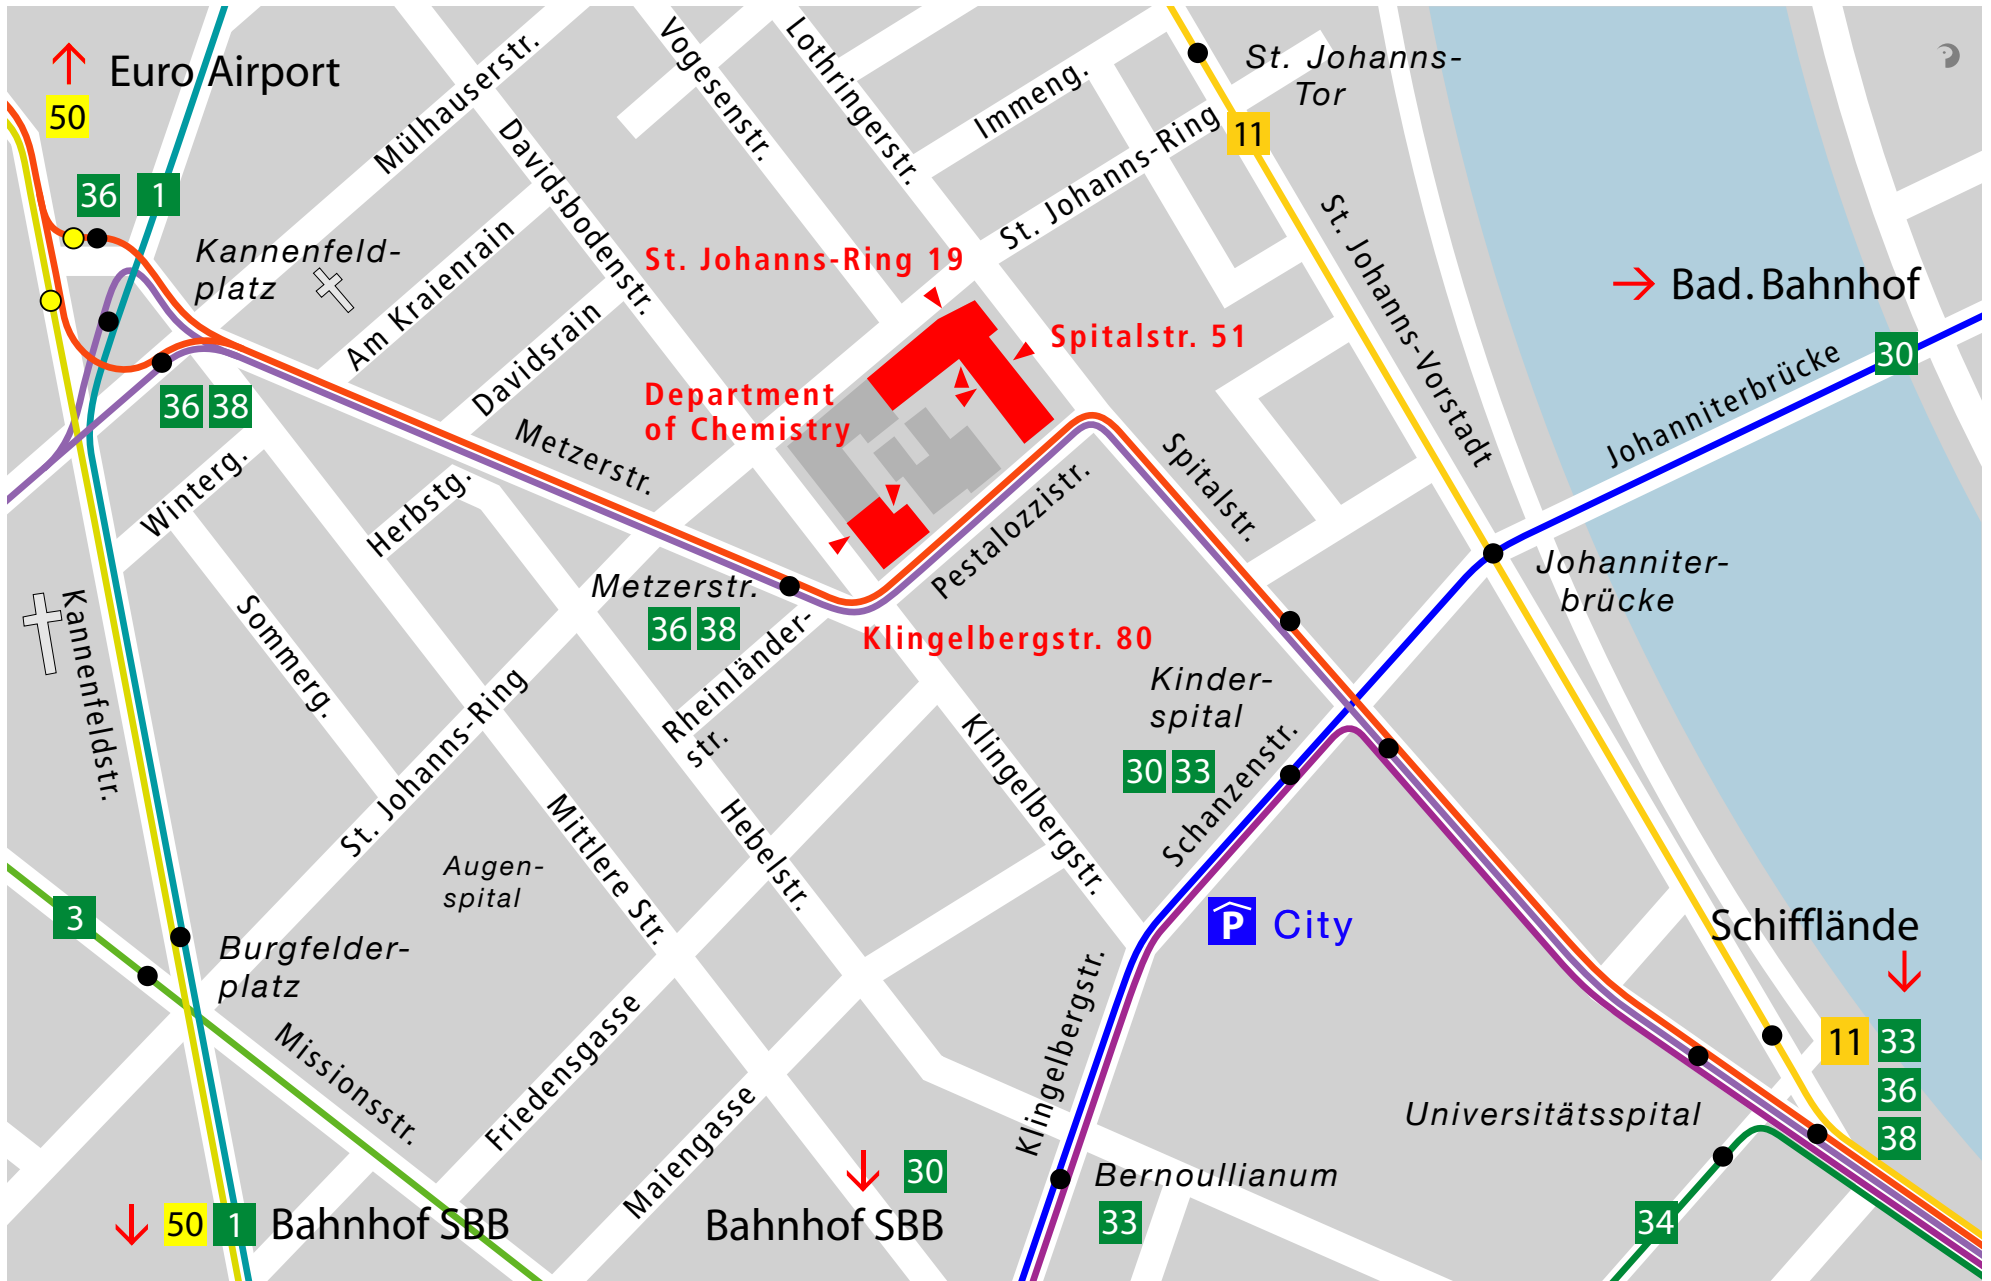 Euro Airport
50
36
1
Kannenfeld-
platz
36 38
Mülhauserstr.
Vogesenstr.
Lothringerstr.
Immeng.
St. Johanns-Ring
11
St. Johanns-
Tor
Davidsbodenstr.
Am Kraienrain
Davidsrain
St. Johanns-Ring 19
Spitalstr. 51
Department
of Chemistry
St. Johanns-Vorstadt
Bad. Bahnhof
30
Johanniterbrücke
Metzerstr.
Winterg.
Herbstg.
Spitalstr.
Pestalozzistr.
Metzerstr.
36 38
Johanniter-
brücke
Klingelbergstr. 80
Kannenfeldstr.
Sommerg.
St. Johanns-Ring
Rheinländer-
str.
Kinder-
spital
30 33
Schanzenstr.
Klingelbergstr.
Mittlere Str.
Hebelstr.
Augen-
spital
3
Burgfelder-
platz
P City
Schifflände
11 33
36
38
Missionsstr.
Friedensgasse
Maiengasse
Klingelbergstr.
Universitätsspital
Bernoullianum
33
34
50 1 Bahnhof SBB
30
Bahnhof SBB